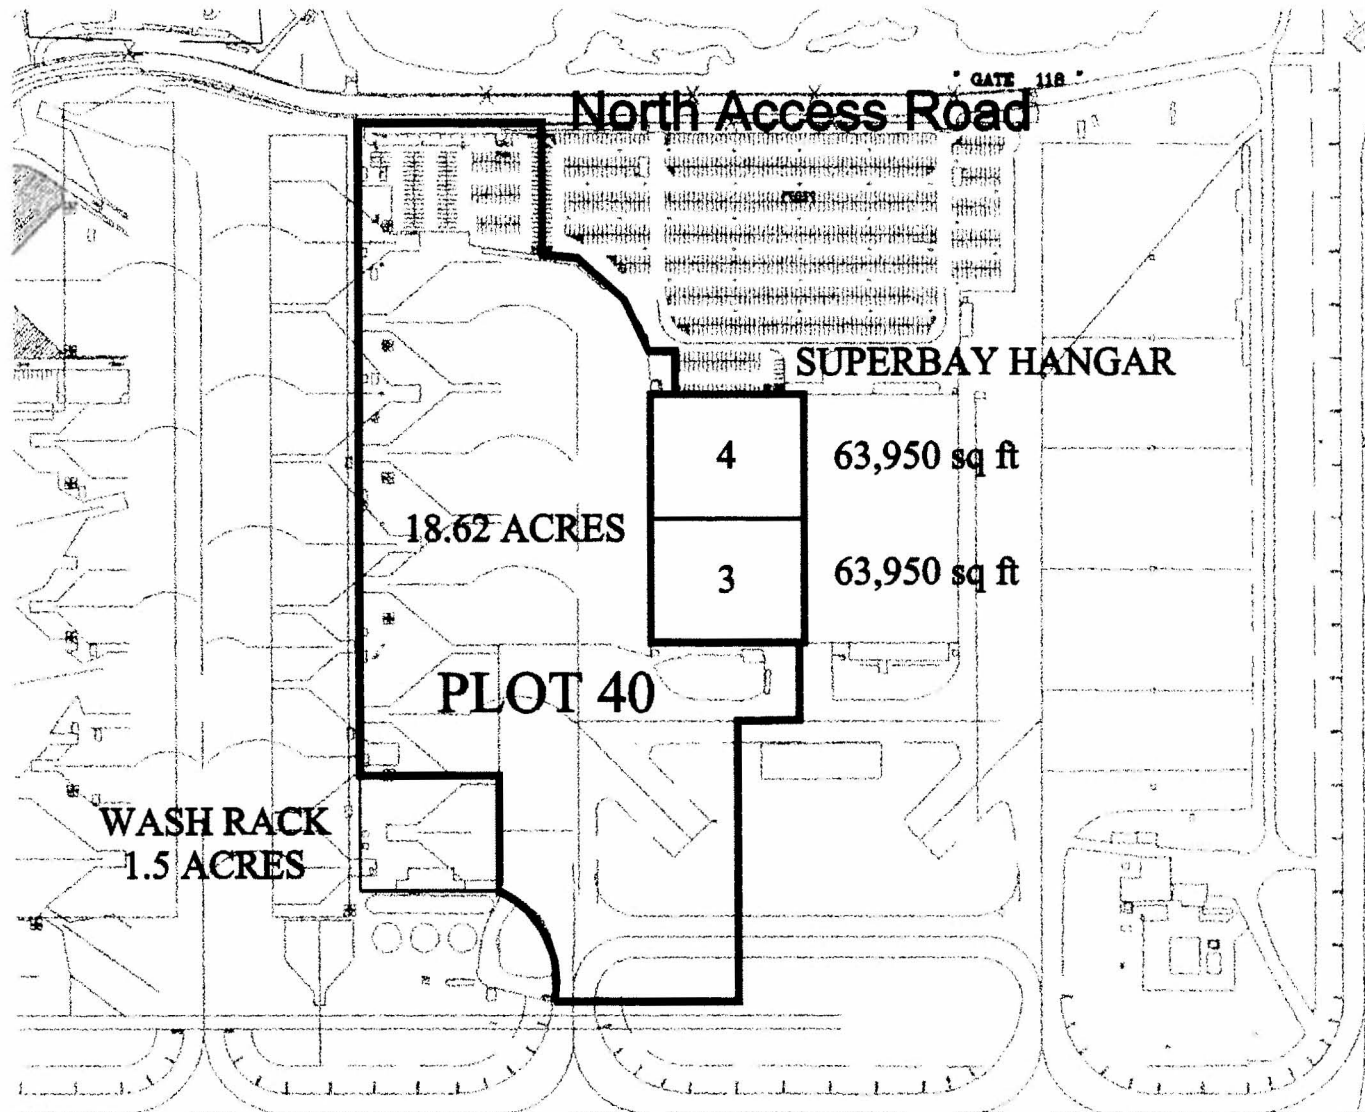 " GATE 118 "
North Access Road
SUPERBAY HANGAR
4
63,950 sq ft
18.62 ACRES
3
63,950 sq ft
PLOT 40
WASH RACK
1.5 ACRES